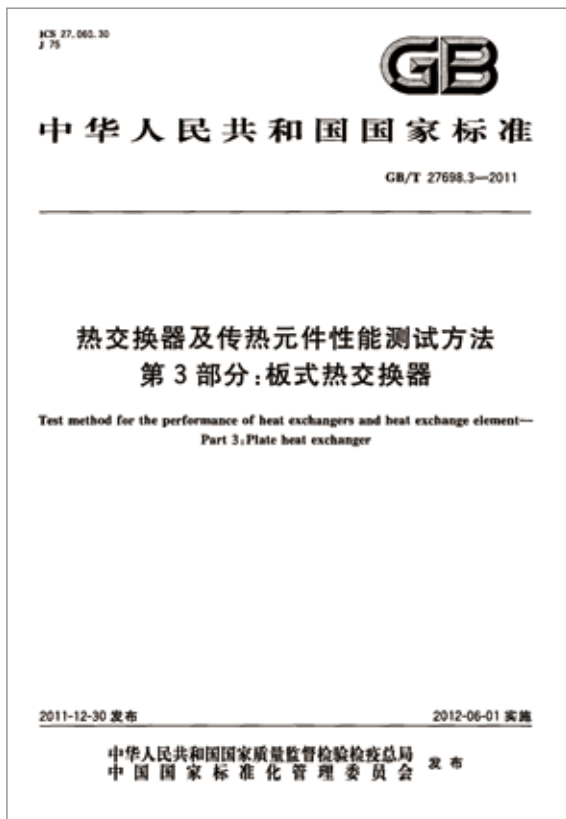 ICS 27.060.30
J 75
GB
中华人民共和国国家标准
GB/T 27698.3—2011
热交换器及传热元件性能测试方法
第3部分:板式热交换器
Test method for the performance of heat exchangers and heat exchange element—
Part 3:Plate heat exchanger
2011-12-30 发布
2012-06-01 实施
中华人民共和国国家质量监督检验检疫总局
中国国家标准化管理委员会
发布